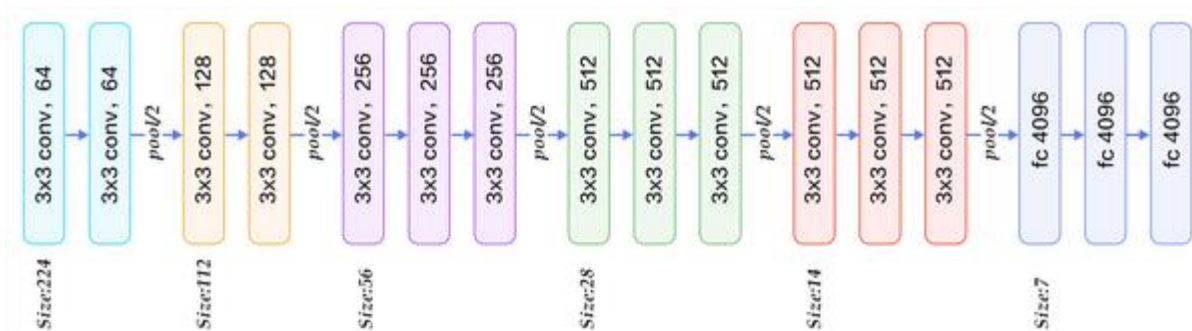 3x3 conv, 64
3x3 conv, 64
pool/2
3x3 conv, 128
3x3 conv, 128
pool/2
3x3 conv, 256
3x3 conv, 256
3x3 conv, 256
pool/2
3x3 conv, 512
3x3 conv, 512
3x3 conv, 512
pool/2
3x3 conv, 512
3x3 conv, 512
3x3 conv, 512
pool/2
fc 4096
fc 4096
fc 4096
Size:224
Size:112
Size:56
Size:28
Size:14
Size:7